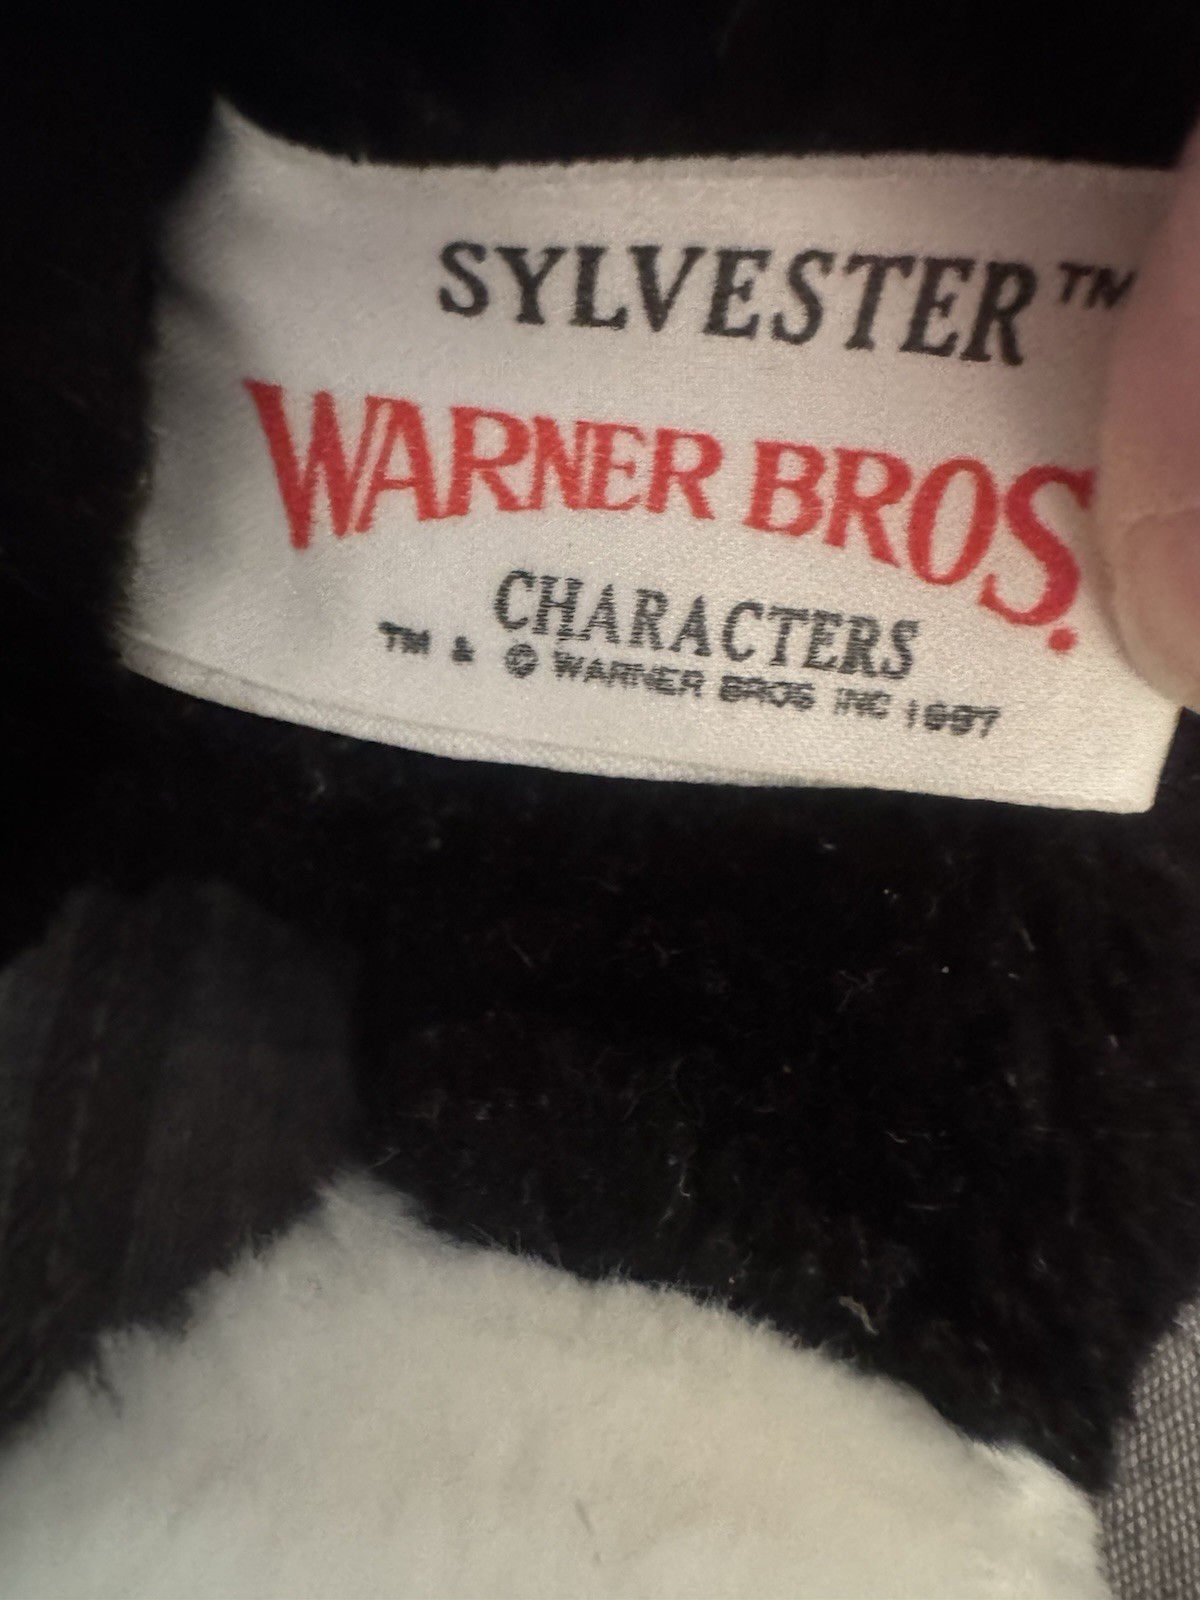 SYLVESTER™
WARNER BROS.
CHARACTERS
™ & © WARNER BROS INC 1997